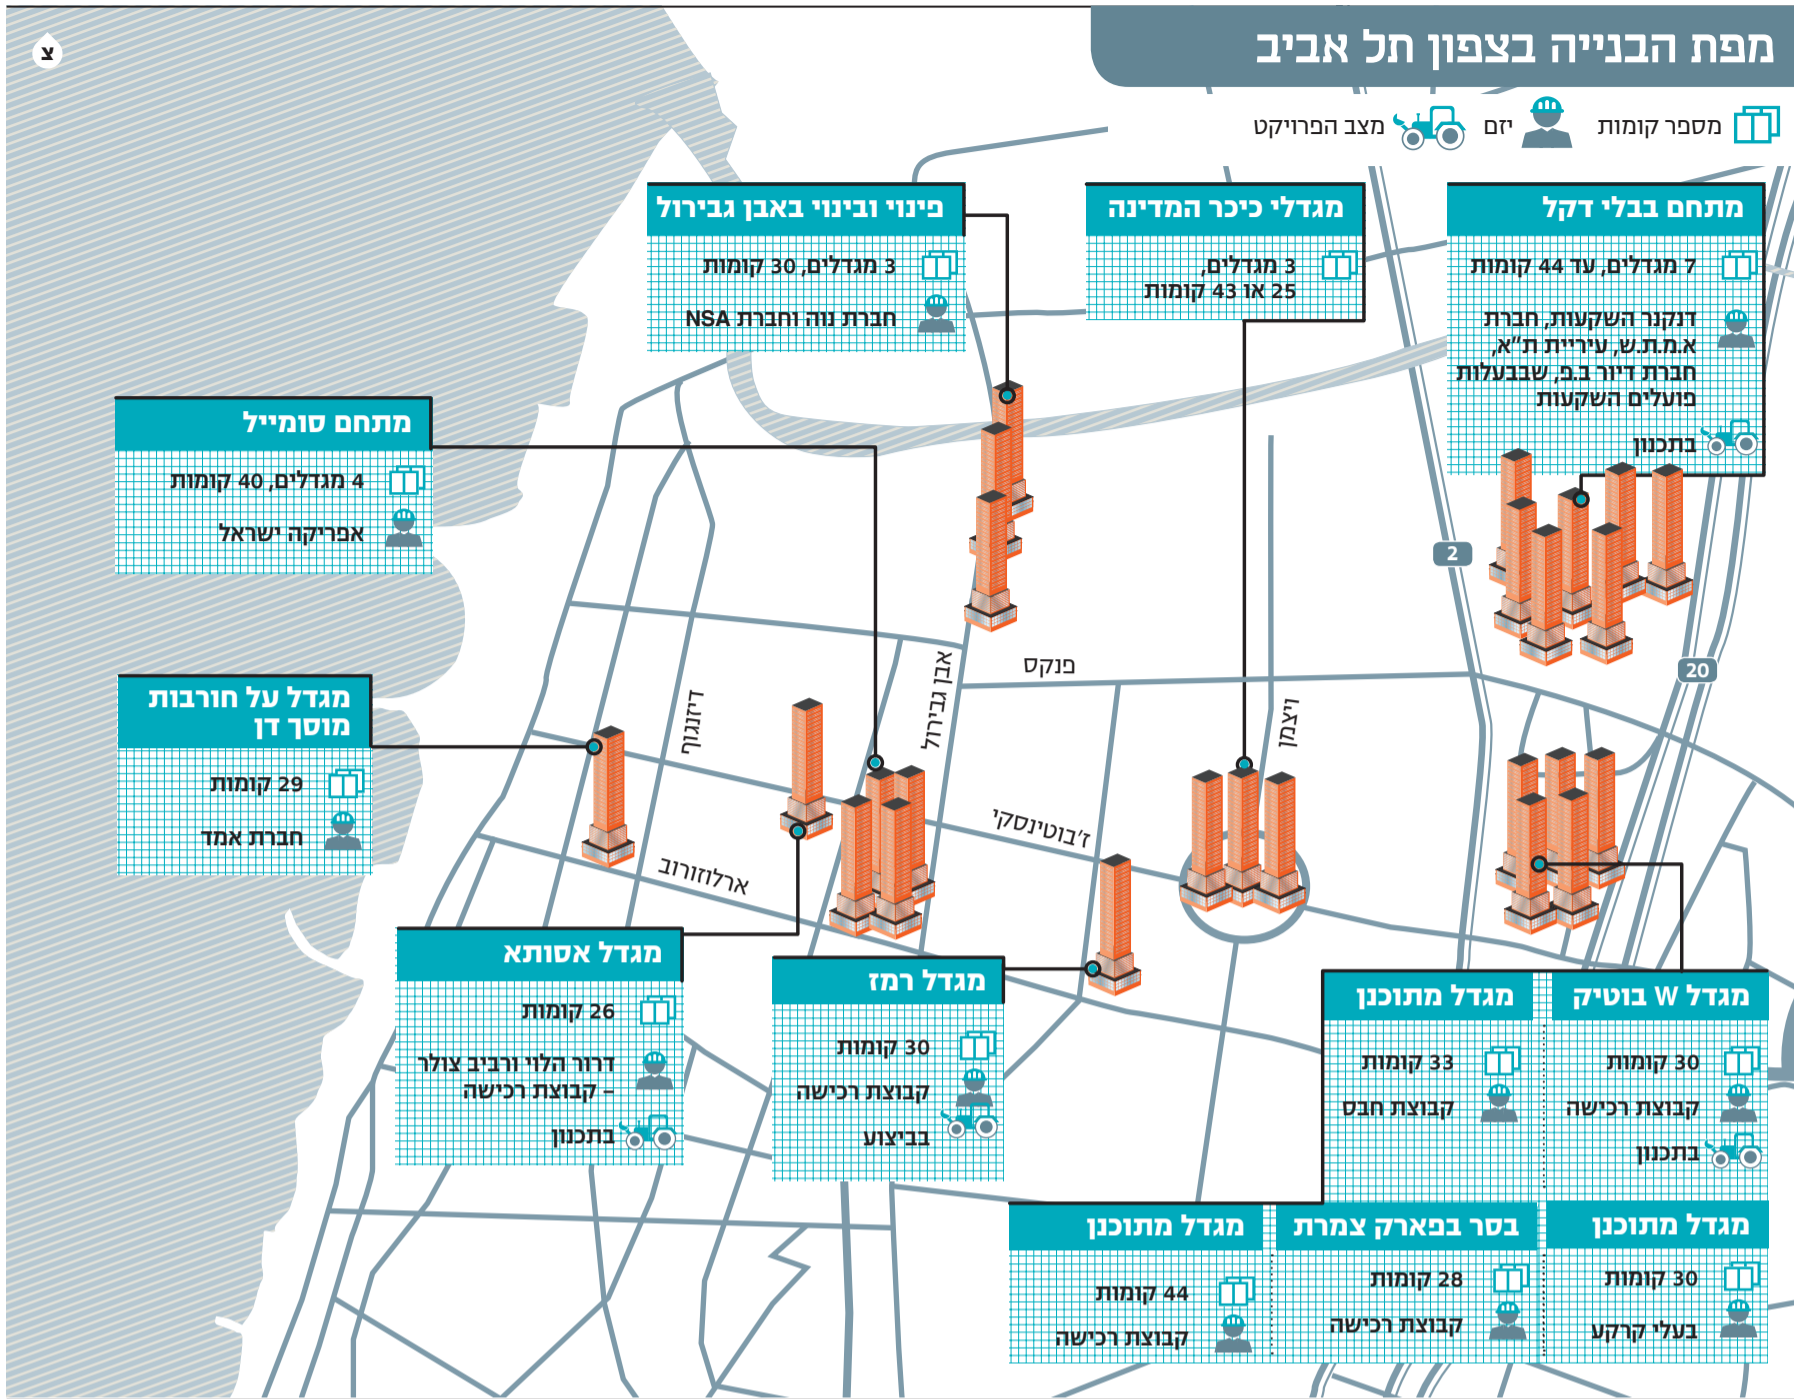 מפת הבנייה בצפון תל אביב
מספר קומות
יזם
מצב הפרויקט
צ
מתחם בבלי דקל
7 מגדלים, עד 44 קומות
דנקנר השקעות, חברת
א.מ.ת.ש, עיריית ת"א,
חברת דיור ב.פ, שבבעלות
פועלים השקעות
בתכנון
מגדלי כיכר המדינה
3 מגדלים,
25 או 43 קומות
פינוי ובינוי באבן גבירול
3 מגדלים, 30 קומות
חברת נוה וחברת NSA
מתחם סומייל
4 מגדלים, 40 קומות
אפריקה ישראל
מגדל על חורבות
מוסך דן
29 קומות
חברת אמד
2
20
פנקס
אבן גבירול
דיזנגוף
ויצמן
ז'בוטינסקי
ארלוזורוב
מגדל אסותא
26 קומות
דרור הלוי ורביב צולר
– קבוצת רכישה
בתכנון
מגדל רמז
30 קומות
קבוצת רכישה
בביצוע
מגדל W בוטיק
30 קומות
קבוצת רכישה
בתכנון
מגדל מתוכנן
33 קומות
קבוצת חבס
מגדל מתוכנן
30 קומות
בעלי קרקע
בסר בפארק צמרת
28 קומות
קבוצת רכישה
מגדל מתוכנן
44 קומות
קבוצת רכישה